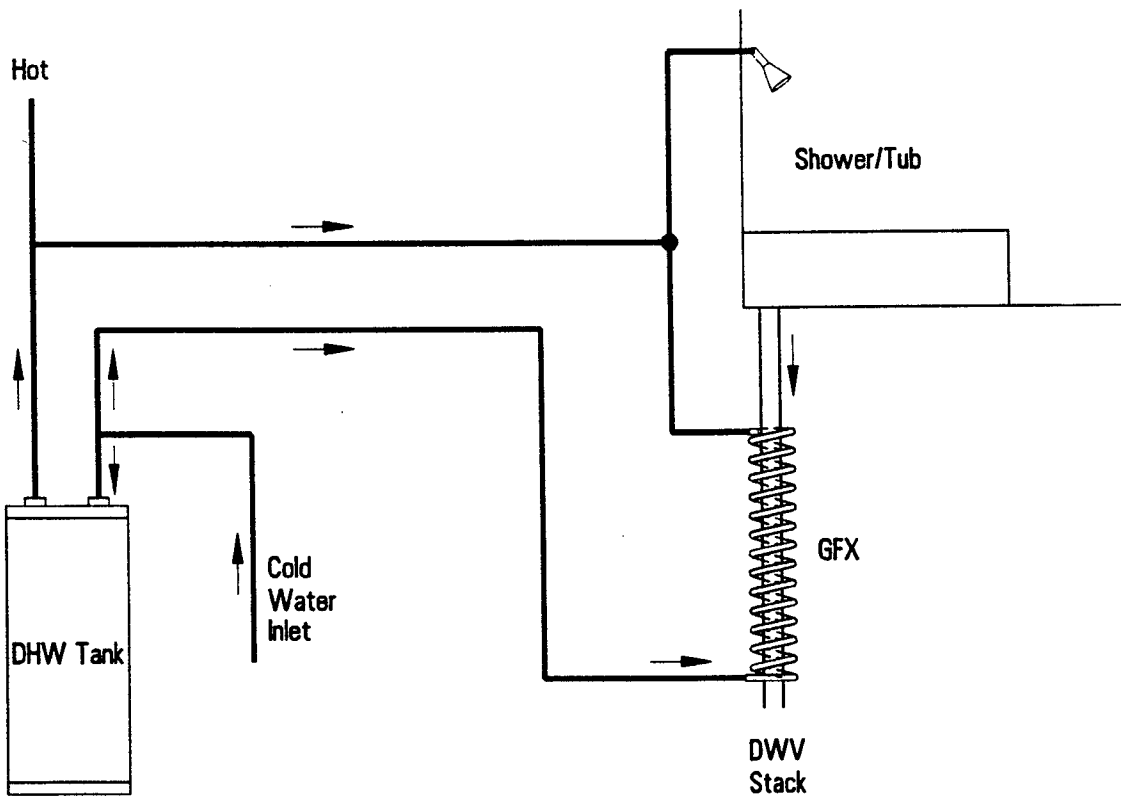 Hot
Shower/Tub
GFX
Cold
Water
Inlet
DHW Tank
DWV
Stack